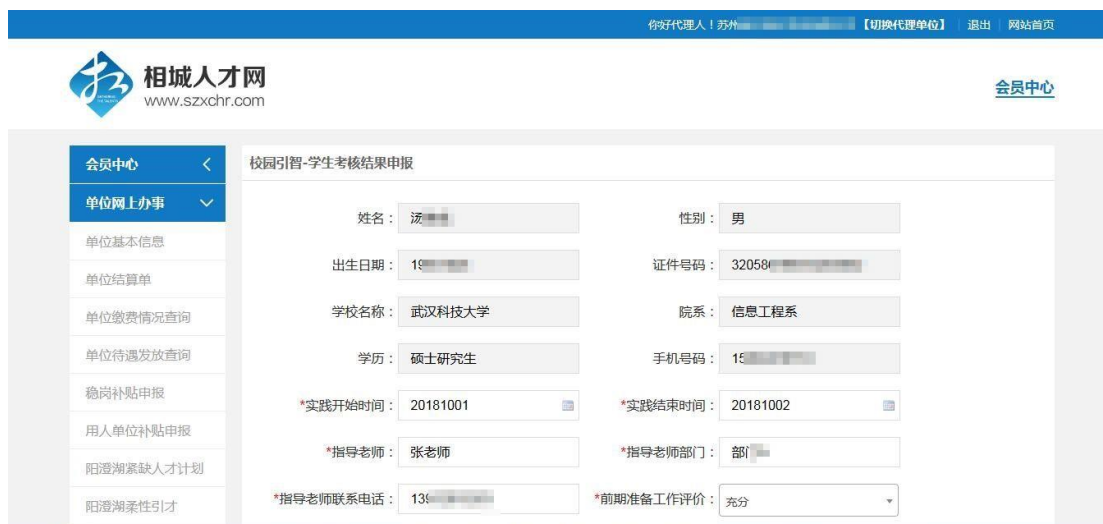 你好代理人！苏州 【切换代理单位】 退出 网站首页
相城人才网
www.szxchr.com
会员中心
会员中心
校园引智-学生考核结果申报
单位网上办事
姓名： 汤 性别： 男
单位基本信息
出生日期： 19 证件号码： 32058
单位结算单
学校名称： 武汉科技大学 院系： 信息工程系
单位缴费情况查询
单位待遇发放查询
学历： 硕士研究生 手机号码： 15
稳岗补贴申报
*实践开始时间： 20181001 *实践结束时间： 20181002
用人单位补贴申报
*指导老师： 张老师 *指导老师部门： 部门
阳澄湖紧缺人才计划
*指导老师联系电话： 139 *前期准备工作评价： 充分
阳澄湖柔性引才